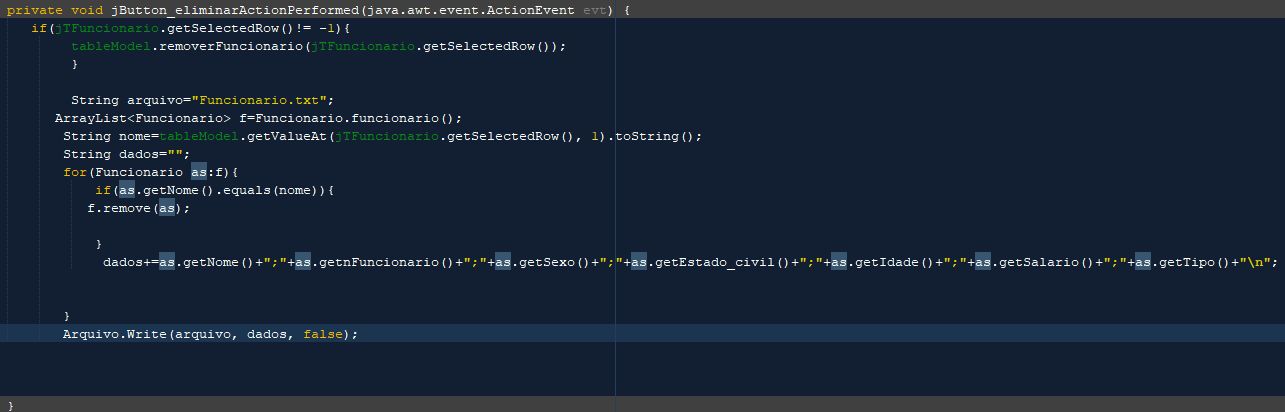 private void jButton_eliminarActionPerformed(java.awt.event.ActionEvent evt) {
if(jTFuncionario.getSelectedRow()!= -1){
tableModel.removerFuncionario(jTFuncionario.getSelectedRow());
}
String arquivo="Funcionario.txt";
ArrayList<Funcionario> f=Funcionario.funcionario();
String nome=tableModel.getValueAt(jTFuncionario.getSelectedRow(), 1).toString();
String dados="";
for(Funcionario as:f){
if(as.getNome().equals(nome)){
f.remove(as);
}
dados+=as.getNome()+";"+as.getnFuncionario()+";"+as.getSexo()+";"+as.getEstado_civil()+";"+as.getIdade()+";"+as.getSalario()+";"+as.getTipo()+"\n";
}
Arquivo.Write(arquivo, dados, false);
}